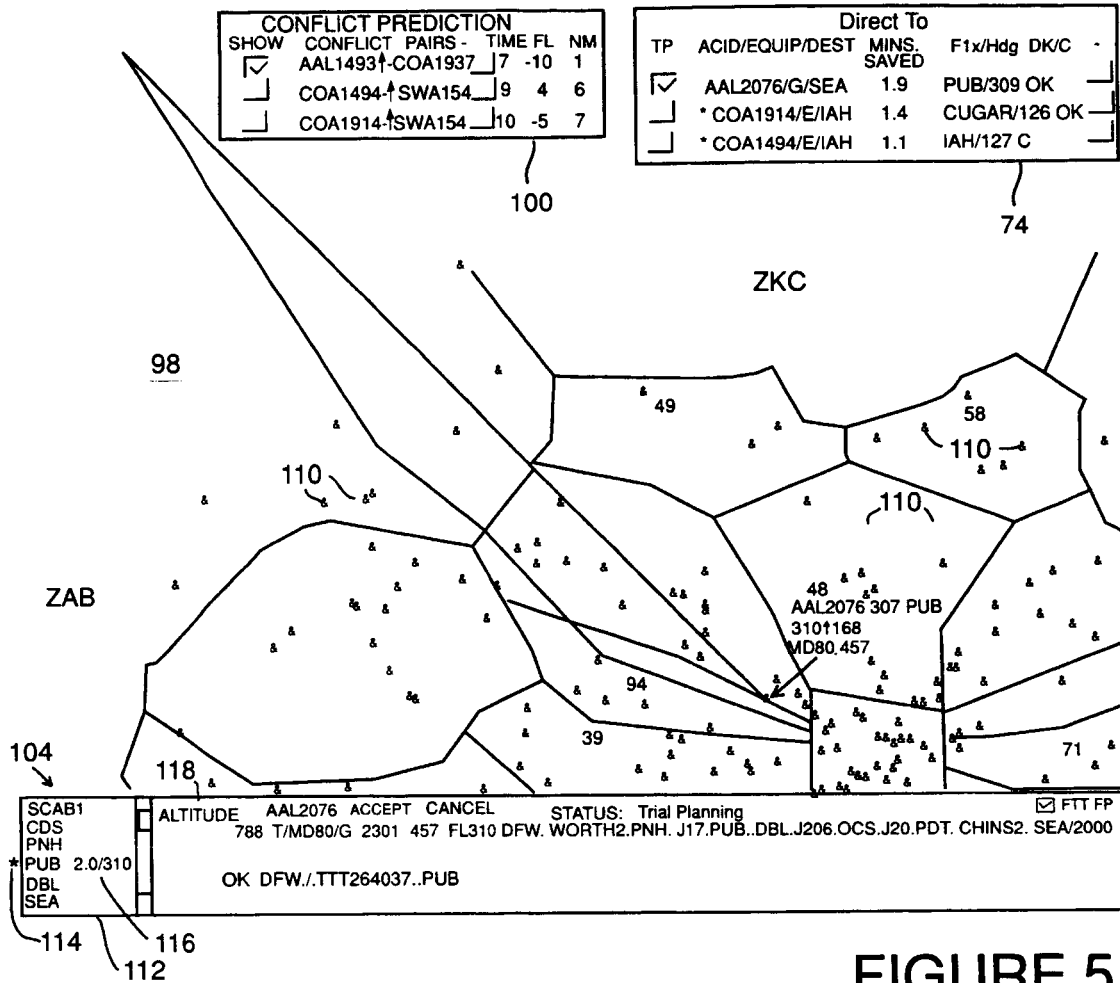 CONFLICT PREDICTION
SHOW CONFLICT PAIRS - TIME FL NM
AAL1493↑-COA1937 7 -10 1
COA1494-↑SWA154 9 4 6
COA1914-↑SWA154 10 -5 7
100
Direct To
TP ACID/EQUIP/DEST MINS. SAVED F1x/Hdg DK/C -
AAL2076/G/SEA 1.9 PUB/309 OK
* COA1914/E/IAH 1.4 CUGAR/126 OK
* COA1494/E/IAH 1.1 IAH/127 C
74
ZKC
98
49
58
110
110
110
ZAB
48
AAL2076 307 PUB
310↑168
MD80 457
94
39
71
104
118
SCAB1
CDS
PNH
* PUB 2.0/310
DBL
SEA
ALTITUDE AAL2076 ACCEPT CANCEL STATUS: Trial Planning FTT FP
788 T/MD80/G 2301 457 FL310 DFW. WORTH2.PNH. J17.PUB..DBL.J206.OCS.J20.PDT. CHINS2. SEA/2000
OK DFW./.TTT264037..PUB
114
116
112
FIGURE 5